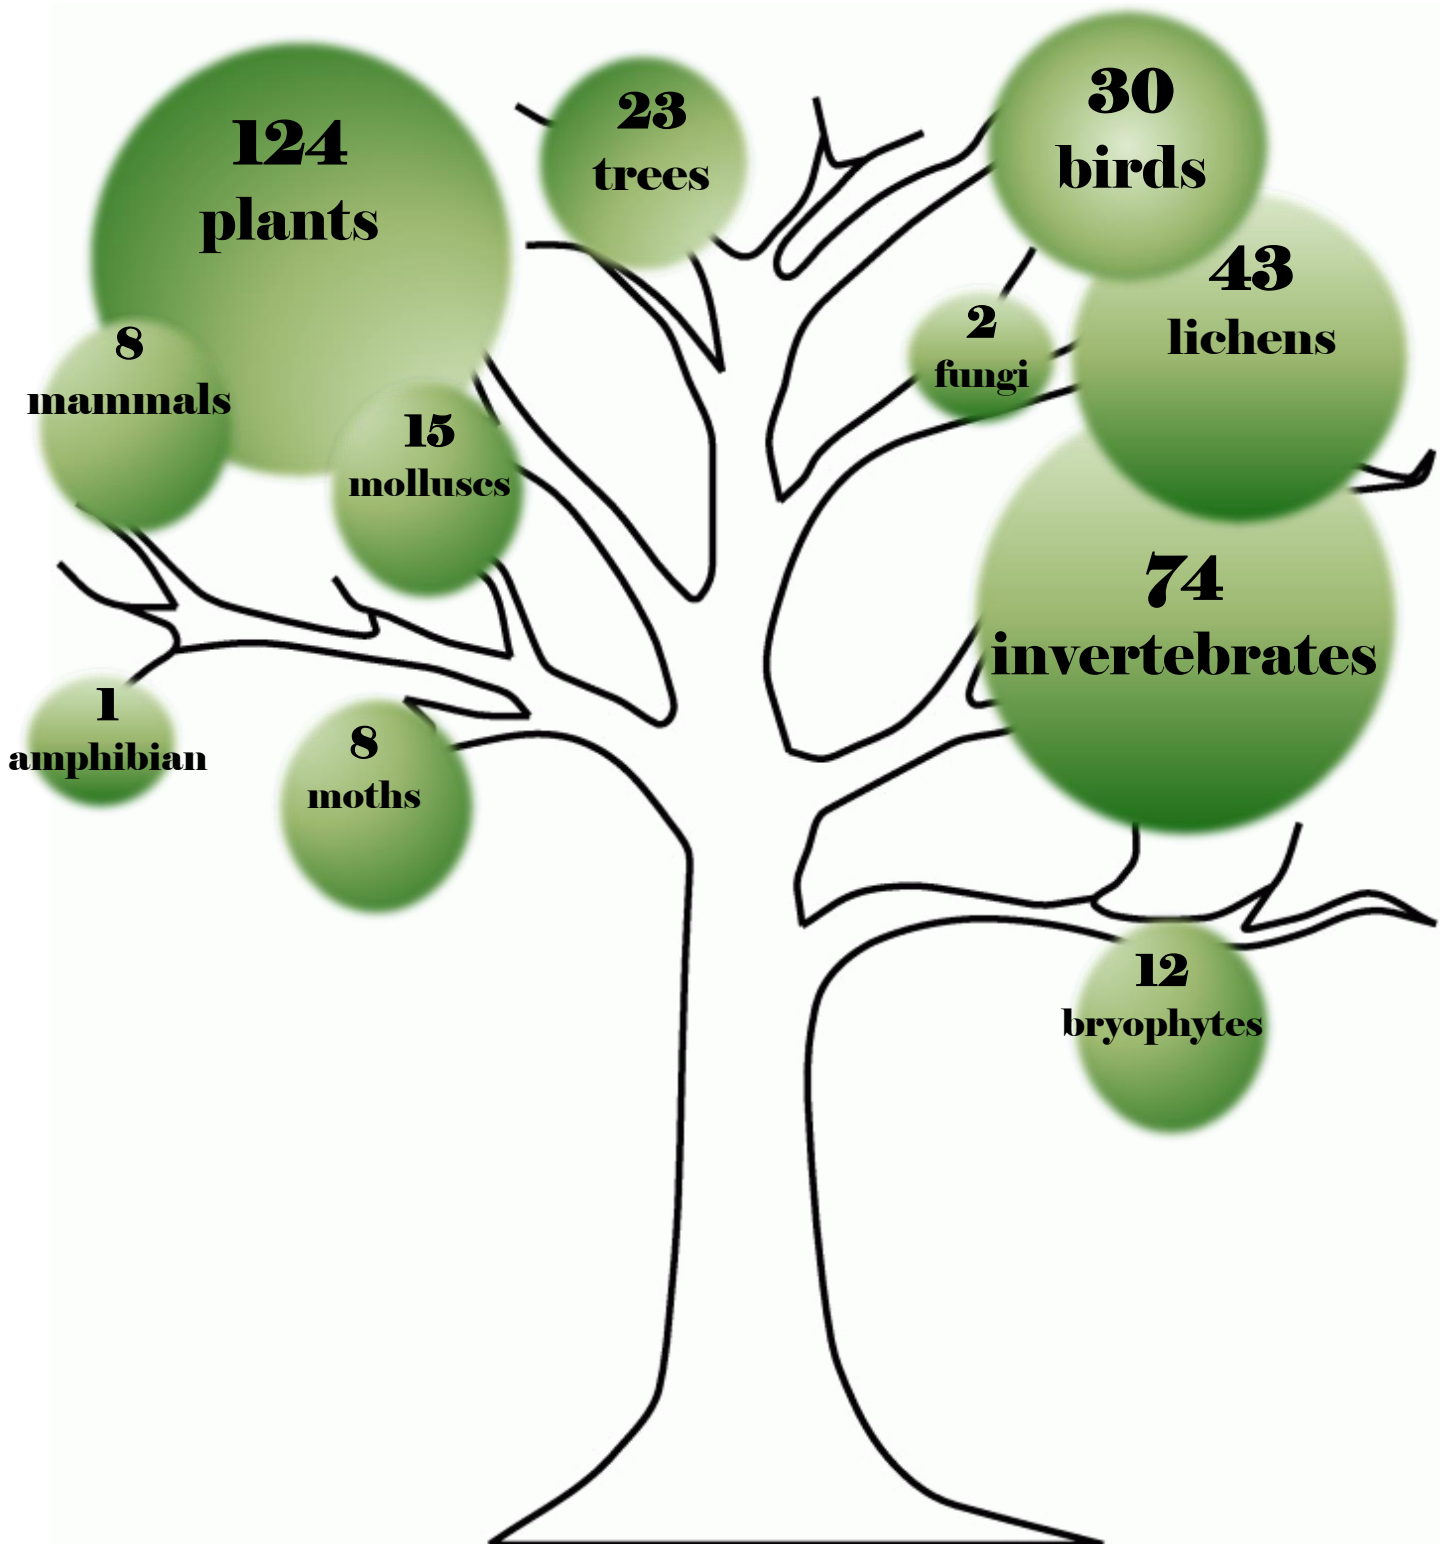 124
plants
23
trees
30
birds
43
lichens
2
fungi
8
mammals
15
molluscs
74
invertebrates
1
amphibian
8
moths
12
bryophytes